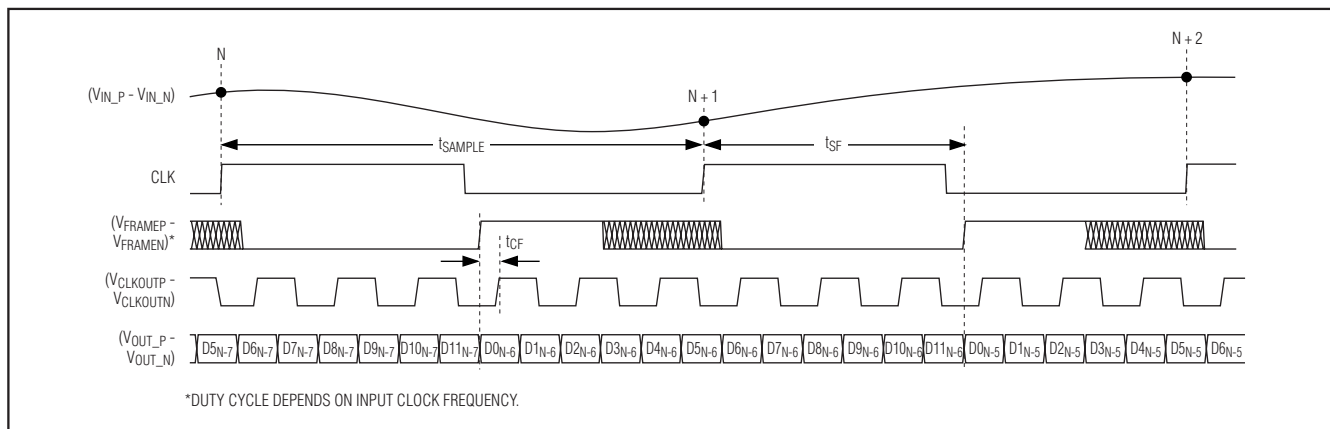 N
N + 2
(VIN_P - VIN_N)
N + 1
tSAMPLE
tSF
CLK
(VFRAMEP -
VFRAMEN)*
tCF
(VCLKOUTP -
VCLKOUTN)
(VOUT_P -
VOUT_N)
D5N-7 D6N-7 D7N-7 D8N-7 D9N-7 D10N-7 D11N-7 D0N-6 D1N-6 D2N-6 D3N-6 D4N-6 D5N-6 D6N-6 D7N-6 D8N-6 D9N-6 D10N-6 D11N-6 D0N-5 D1N-5 D2N-5 D3N-5 D4N-5 D5N-5 D6N-5
*DUTY CYCLE DEPENDS ON INPUT CLOCK FREQUENCY.